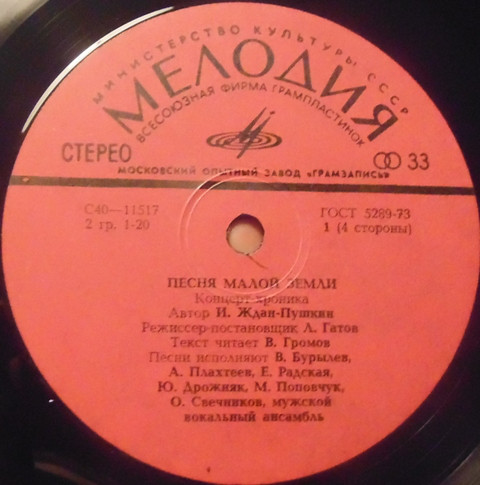 МИНИСТЕРСТВО КУЛЬТУРЫ СССР
МЕЛОДИЯ
ВСЕСОЮЗНАЯ ФИРМА ГРАМПЛАСТИНОК
СТЕРЕО
33
МОСКОВСКИЙ ОПЫТНЫЙ ЗАВОД «ГРАМЗАПИСЬ»
С40—11517
ГОСТ 5289-73
2 гр. 1-20
1 (4 стороны)
ПЕСНЯ МАЛОЙ ЗЕМЛИ
Концерт-хроника
Автор И. Ждан-Пушкин
Режиссер-постановщик Л. Гатов
Текст читает В. Громов
Песни исполняют В. Бурылев,
А. Плахтеев, Е. Радская,
Ю. Дрожняк, М. Поповчук,
О. Свечников, мужской
вокальный ансамбль